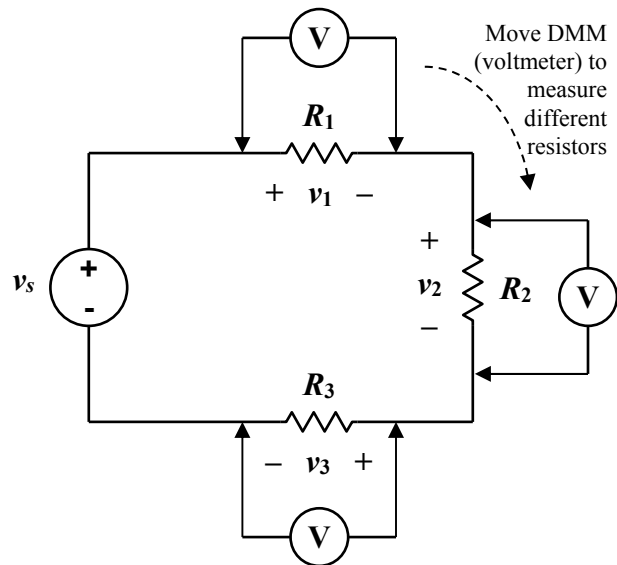 V
Move DMM
(voltmeter) to
measure
different
resistors
R1
+ v1 –
+
v2
–
R2
V
vs
+
-
R3
– v3 +
V